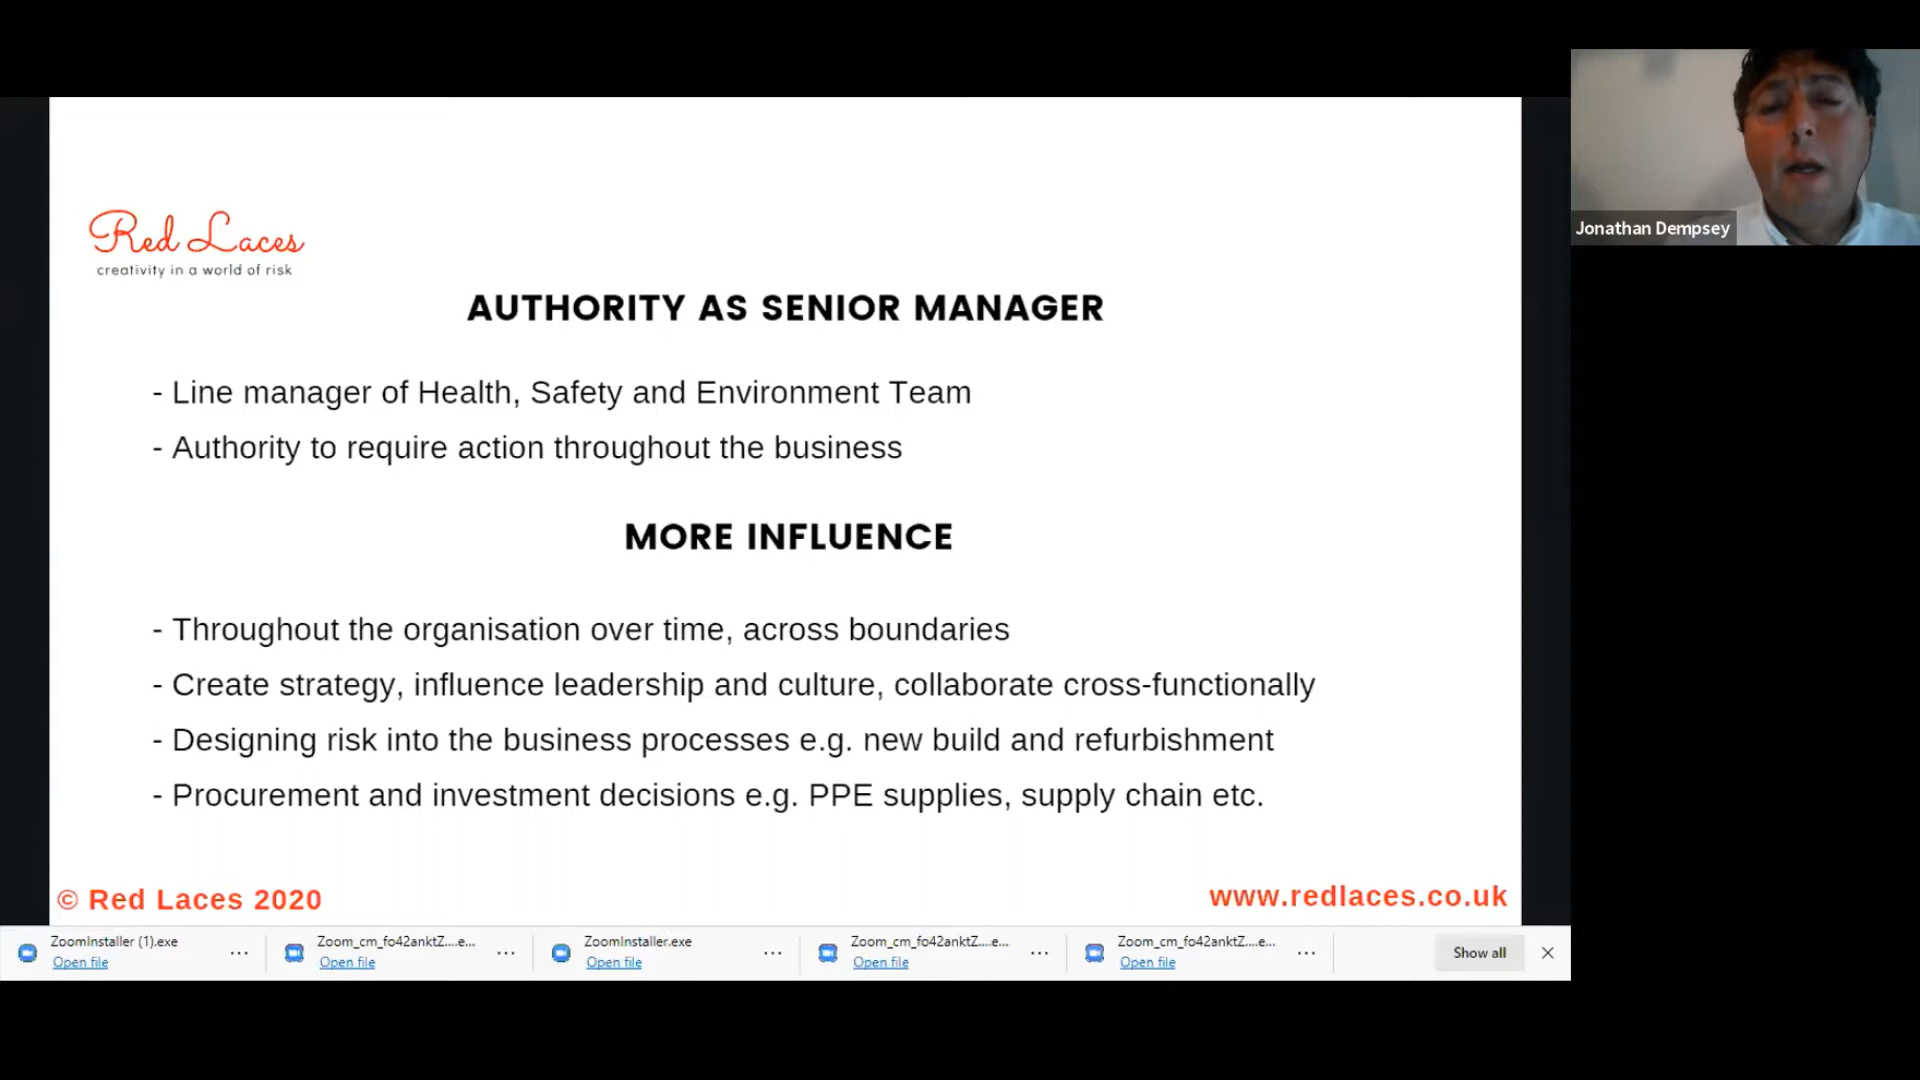 Jonathan Dempsey
Red Laces
creativity in a world of risk
AUTHORITY AS SENIOR MANAGER
- Line manager of Health, Safety and Environment Team
- Authority to require action throughout the business
MORE INFLUENCE
- Throughout the organisation over time, across boundaries
- Create strategy, influence leadership and culture, collaborate cross-functionally
- Designing risk into the business processes e.g. new build and refurbishment
- Procurement and investment decisions e.g. PPE supplies, supply chain etc.
© Red Laces 2020
www.redlaces.co.uk
ZoomInstaller (1).exe
Open file
Zoom_cm_fo42anktZ....e...
Open file
ZoomInstaller.exe
Open file
Zoom_cm_fo42anktZ....e...
Open file
Zoom_cm_fo42anktZ....e...
Open file
Show all